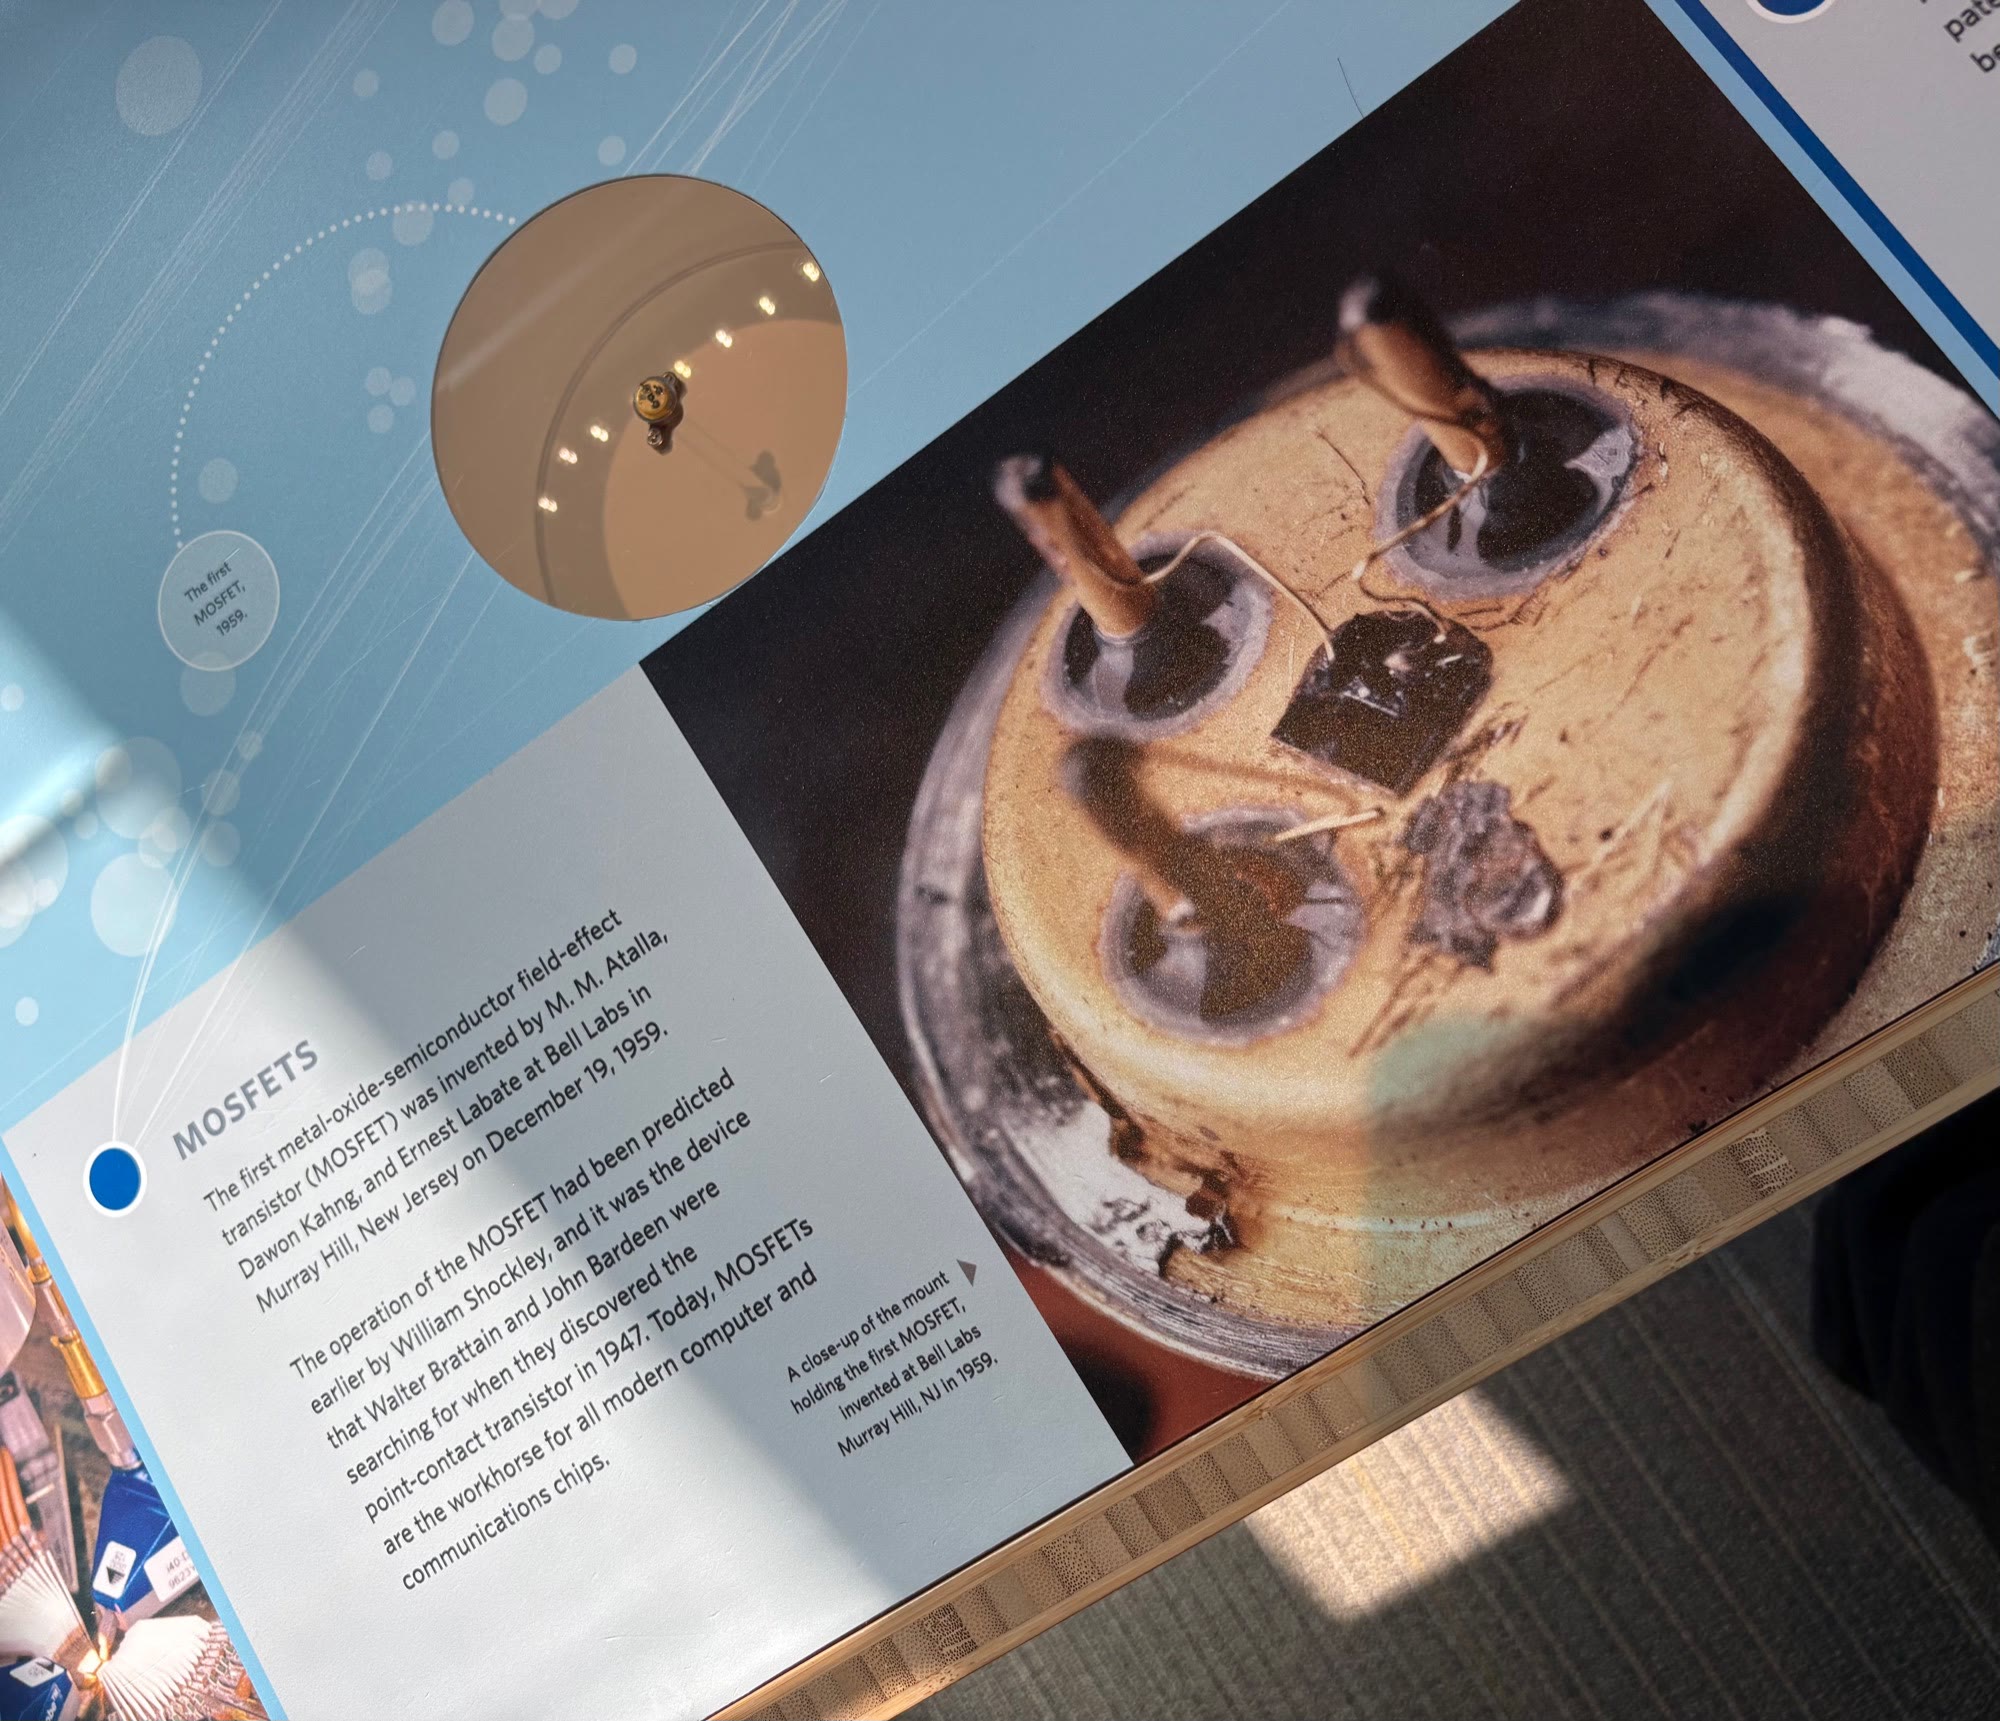 The first
MOSFET,
1959.
MOSFETS
The first metal-oxide-semiconductor field-effect
transistor (MOSFET) was invented by M. M. Atalla,
Dawon Kahng, and Ernest Labate at Bell Labs in
Murray Hill, New Jersey on December 19, 1959.
The operation of the MOSFET had been predicted
earlier by William Shockley, and it was the device
that Walter Brattain and John Bardeen were
searching for when they discovered the
point-contact transistor in 1947. Today, MOSFETs
are the workhorse for all modern computer and
communications chips.
A close-up of the mount
holding the first MOSFET,
invented at Bell Labs
Murray Hill, NJ in 1959.